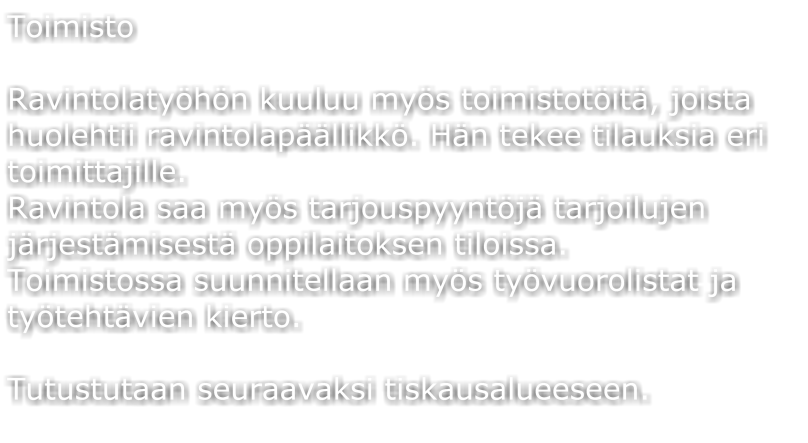 Toimisto
Ravintolatyöhön kuuluu myös toimistotöitä, joista
huolehtii ravintolapäällikkö. Hän tekee tilauksia eri
toimittajille.
Ravintola saa myös tarjouspyyntöjä tarjoilujen
järjestämisestä oppilaitoksen tiloissa.
Toimistossa suunnitellaan myös työvuorolistat ja
työtehtävien kierto.
Tutustutaan seuraavaksi tiskausalueeseen.